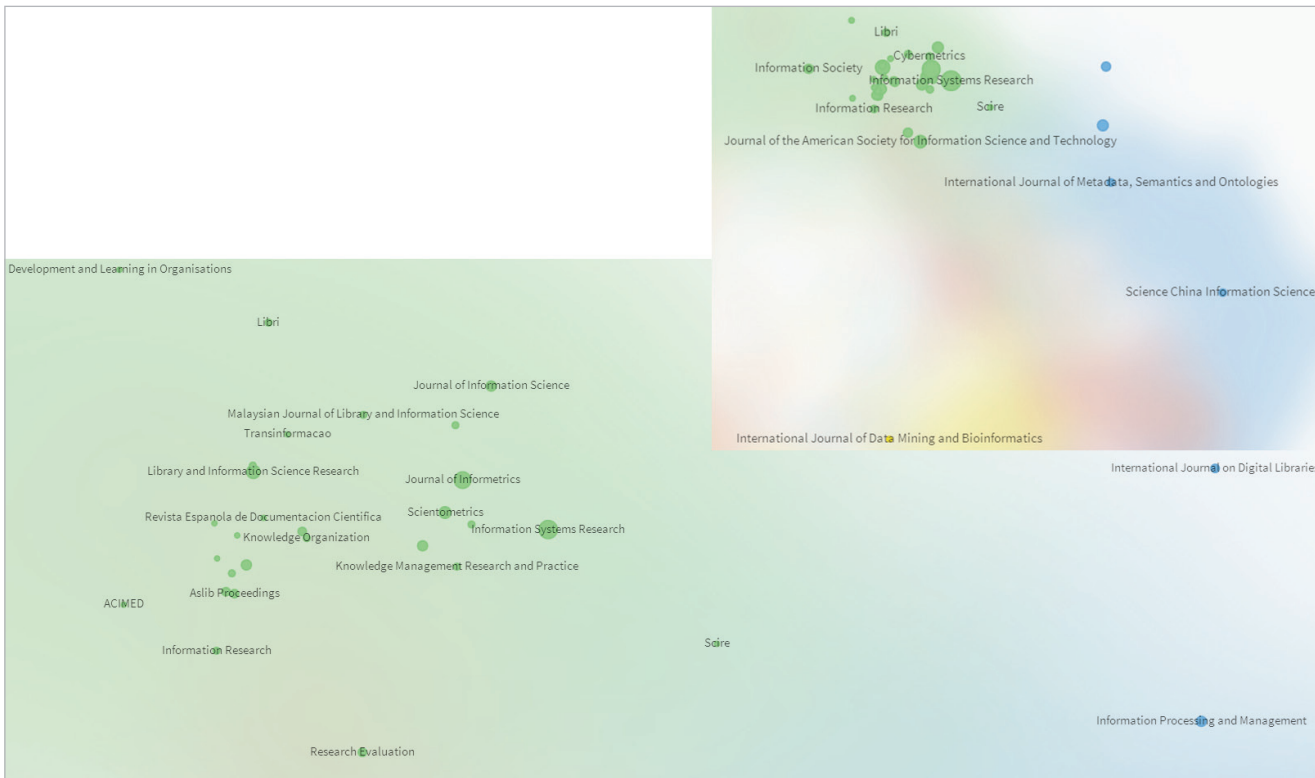 Libri
Cybermetrics
Information Society
Information Systems Research
Information Research
Scire
Journal of the American Society for Information Science and Technology
International Journal of Metadata, Semantics and Ontologies
Science China Information Science
International Journal of Data Mining and Bioinformatics
Development and Learning in Organisations
Libri
Journal of Information Science
Malaysian Journal of Library and Information Science
Transinformacao
Library and Information Science Research
Journal of Informetrics
International Journal on Digital Libraries
Scientometrics
Revista Espanola de Documentacion Cientifica
Information Systems Research
Knowledge Organization
Knowledge Management Research and Practice
Aslib Proceedings
ACIMED
Scire
Information Research
Information Processing and Management
Research Evaluation